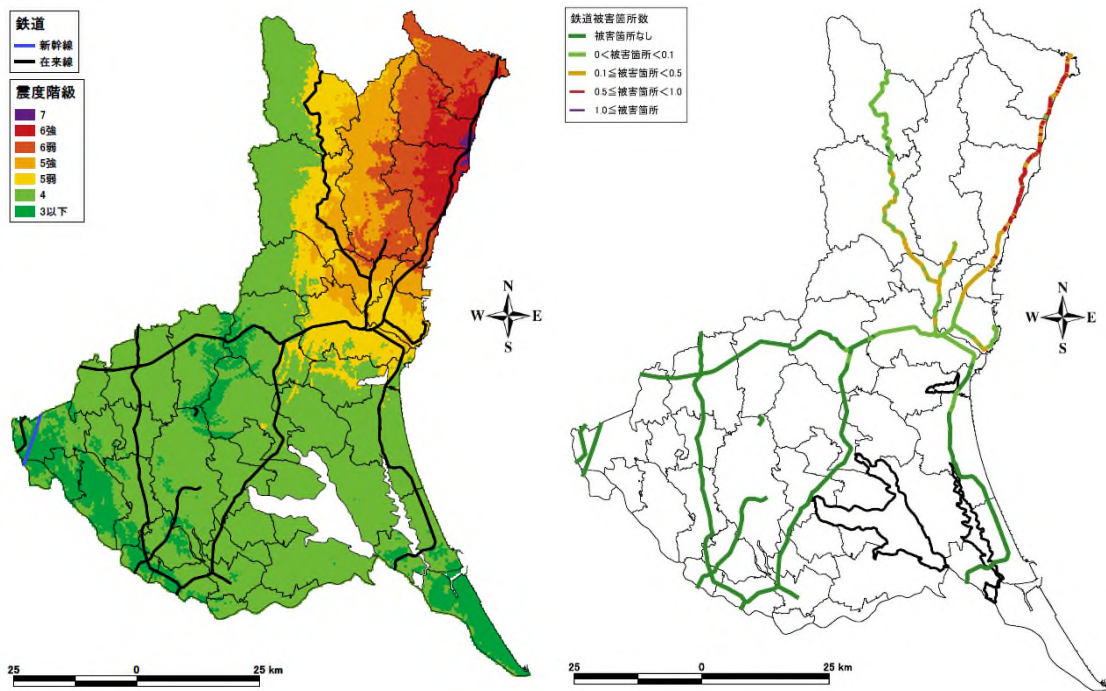 鉄道
新幹線
在来線
震度階級
7
6強
6弱
5強
5弱
4
3以下
N
W E
S
25 0 25 km
鉄道被害箇所数
被害箇所なし
0<被害箇所<0.1
0.1≦被害箇所<0.5
0.5≦被害箇所<1.0
1.0≦被害箇所
N
W E
S
25 0 25 km